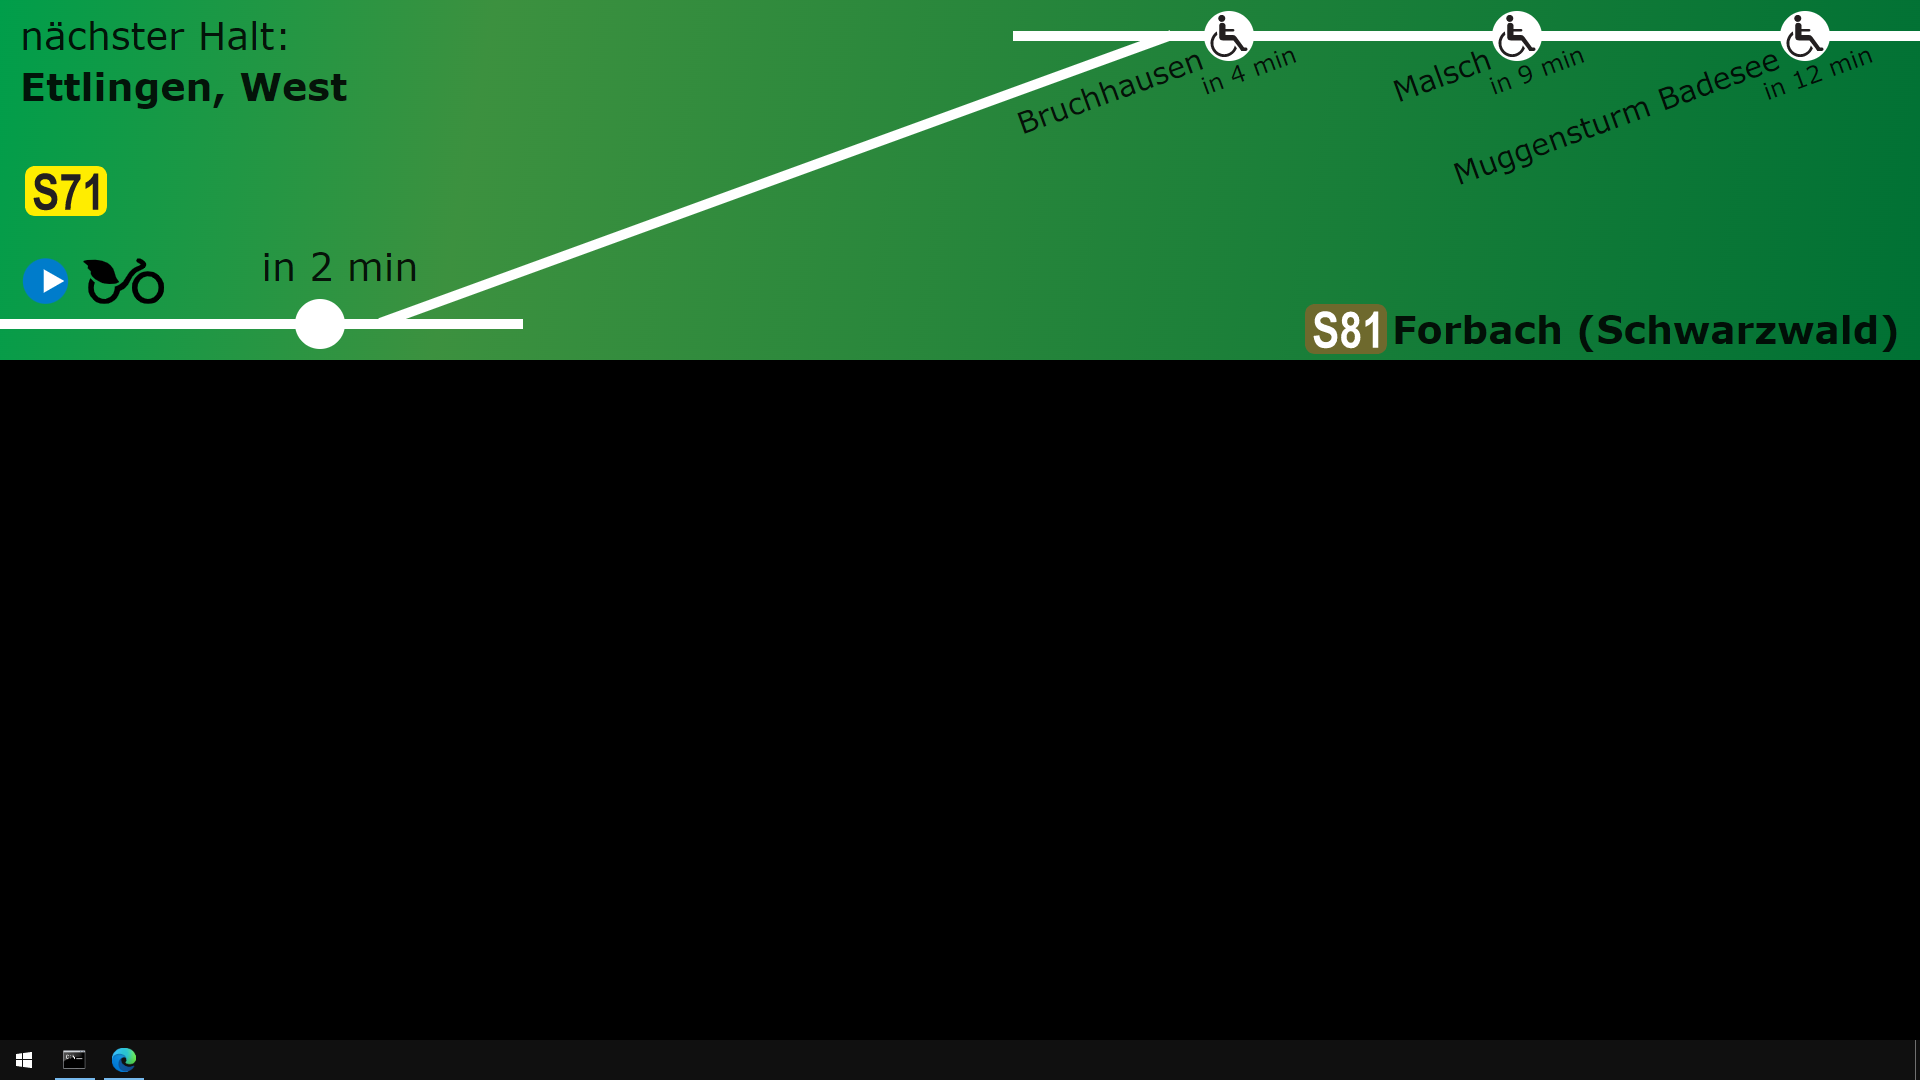 nächster Halt:
Ettlingen, West
S71
in 2 min
Bruchhausen
in 4 min
Malsch
in 9 min
Muggensturm Badesee
in 12 min
S81 Forbach (Schwarzwald)